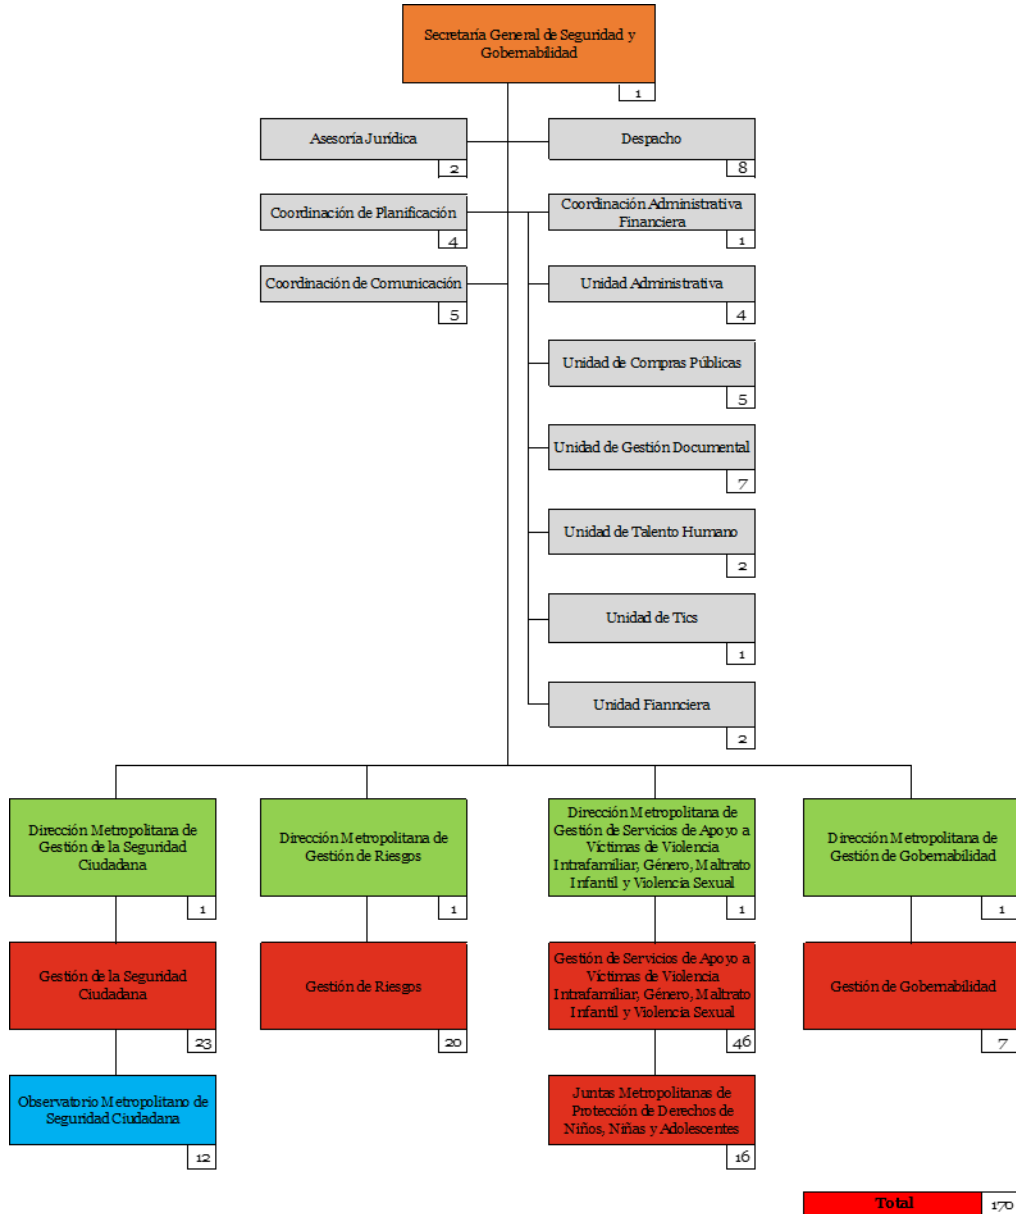 Secretaría General de Seguridad y
Gobernabilidad
1
Asesoría Jurídica
2
Despacho
8
Coordinación de Planificación
4
Coordinación Administrativa
Financiera
1
Coordinación de Comunicación
5
Unidad Administrativa
4
Unidad de Compras Públicas
5
Unidad de Gestión Documental
7
Unidad de Talento Humano
2
Unidad de Tics
1
Unidad Fiannciera
2
Dirección Metropolitana de
Gestión de la Seguridad
Ciudadana
1
Dirección Metropolitana de
Gestión de Riesgos
1
Dirección Metropolitana de
Gestión de Servicios de Apoyo a
Víctimas de Violencia
Intrafamiliar, Género, Maltrato
Infantil y Violencia Sexual
1
Dirección Metropolitana de
Gestión de Gobernabilidad
1
Gestión de la Seguridad
Ciudadana
23
Gestión de Riesgos
20
Gestión de Servicios de Apoyo a
Víctimas de Violencia
Intrafamiliar, Género, Maltrato
Infantil y Violencia Sexual
46
Gestión de Gobernabilidad
7
Observatorio Metropolitano de
Seguridad Ciudadana
12
Juntas Metropolitanas de
Protección de Derechos de
Niños, Niñas y Adolescentes
16
Total 170